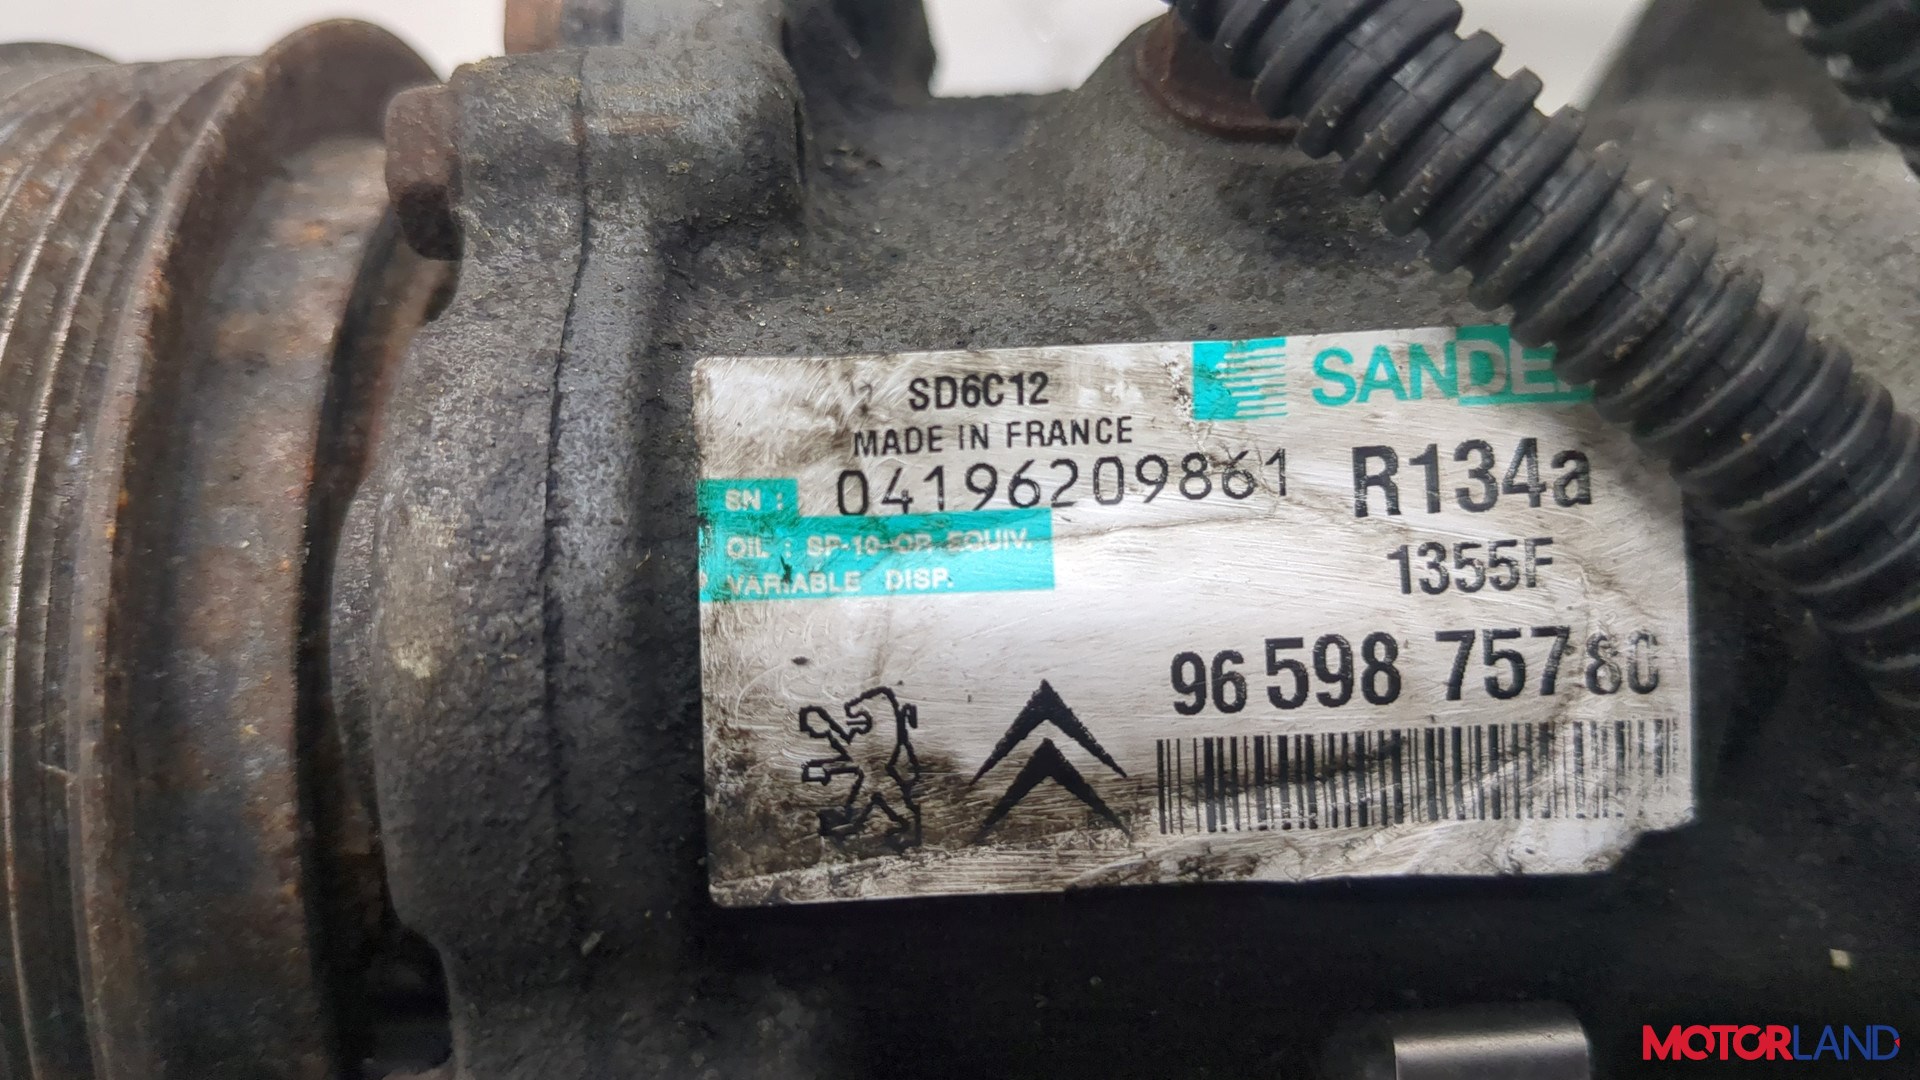 SD6C12
SANDE
MADE IN FRANCE
SN : 04196209861
R134a
OIL : SP-10 OR EQUIV.
VARIABLE DISP.
1355F
96 598 757 80
MOTORLAND